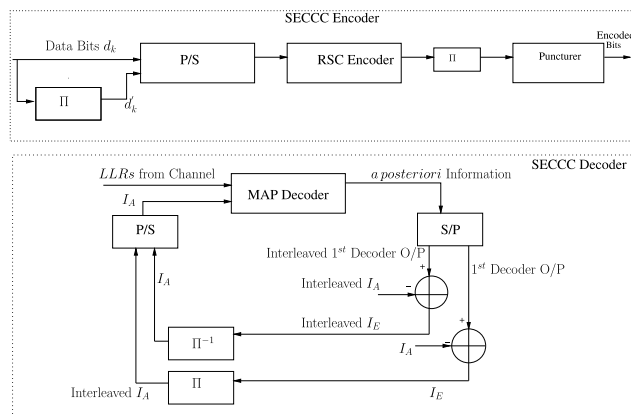 SECCC Encoder
Data Bits $d_k$
P/S
RSC Encoder
Π
Puncturer
Encoded
Bits
Π
$d_k'$
SECCC Decoder
LLRs from Channel
$I_A$
MAP Decoder
a posteriori Information
P/S
S/P
Interleaved 1^{st} Decoder O/P
1^{st} Decoder O/P
+
$I_A$
Interleaved $I_A$
-
+
Interleaved $I_E$
Π^{-1}
$I_A$
-
Π
Interleaved $I_A$
$I_E$